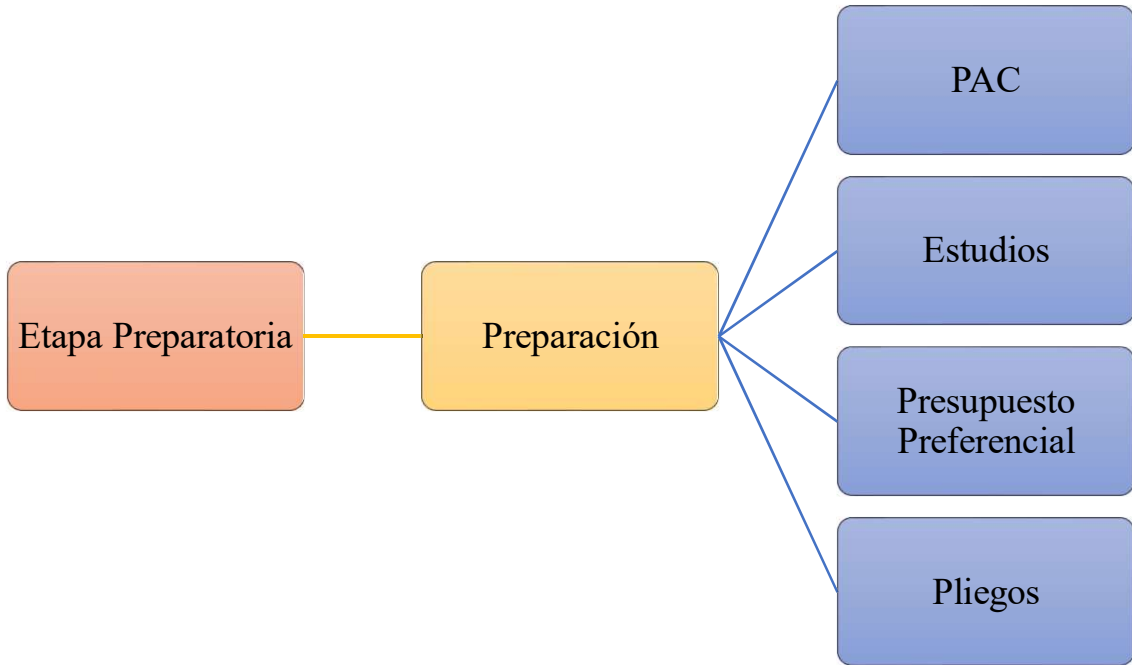 Etapa Preparatoria
Preparación
PAC
Estudios
Presupuesto
Preferencial
Pliegos